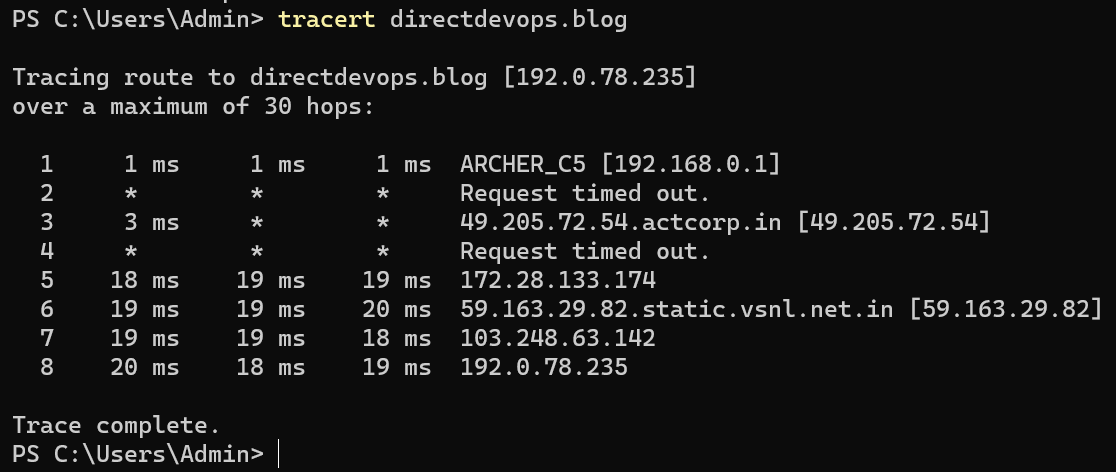 PS C:\Users\Admin> tracert directdevops.blog
Tracing route to directdevops.blog [192.0.78.235]
over a maximum of 30 hops:
1 1 ms 1 ms 1 ms ARCHER_C5 [192.168.0.1]
2 * * * Request timed out.
3 3 ms * * 49.205.72.54.actcorp.in [49.205.72.54]
4 * * * Request timed out.
5 18 ms 19 ms 19 ms 172.28.133.174
6 19 ms 19 ms 20 ms 59.163.29.82.static.vsnl.net.in [59.163.29.82]
7 19 ms 19 ms 18 ms 103.248.63.142
8 20 ms 18 ms 19 ms 192.0.78.235
Trace complete.
PS C:\Users\Admin>